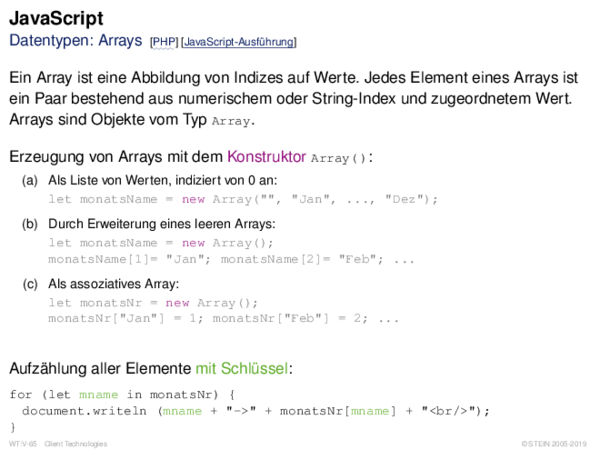 JavaScript
Datentypen: Arrays [PHP] [JavaScript-Ausführung]
Ein Array ist eine Abbildung von Indizes auf Werte. Jedes Element eines Arrays ist
ein Paar bestehend aus numerischem oder String-Index und zugeordnetem Wert.
Arrays sind Objekte vom Typ Array.
Erzeugung von Arrays mit dem Konstruktor Array():
(a) Als Liste von Werten, indiziert von 0 an:
let monatsName = new Array("", "Jan", ..., "Dez");
(b) Durch Erweiterung eines leeren Arrays:
let monatsName = new Array();
monatsName[1]= "Jan"; monatsName[2]= "Feb"; ...
(c) Als assoziatives Array:
let monatsNr = new Array();
monatsNr["Jan"] = 1; monatsNr["Feb"] = 2; ...
Aufzählung aller Elemente mit Schlüssel:
for (let mname in monatsNr) {
document.writeln (mname + "->" + monatsNr[mname] + "<br/>");
}
WT:V-65 Client Technologies © STEIN 2005-2019